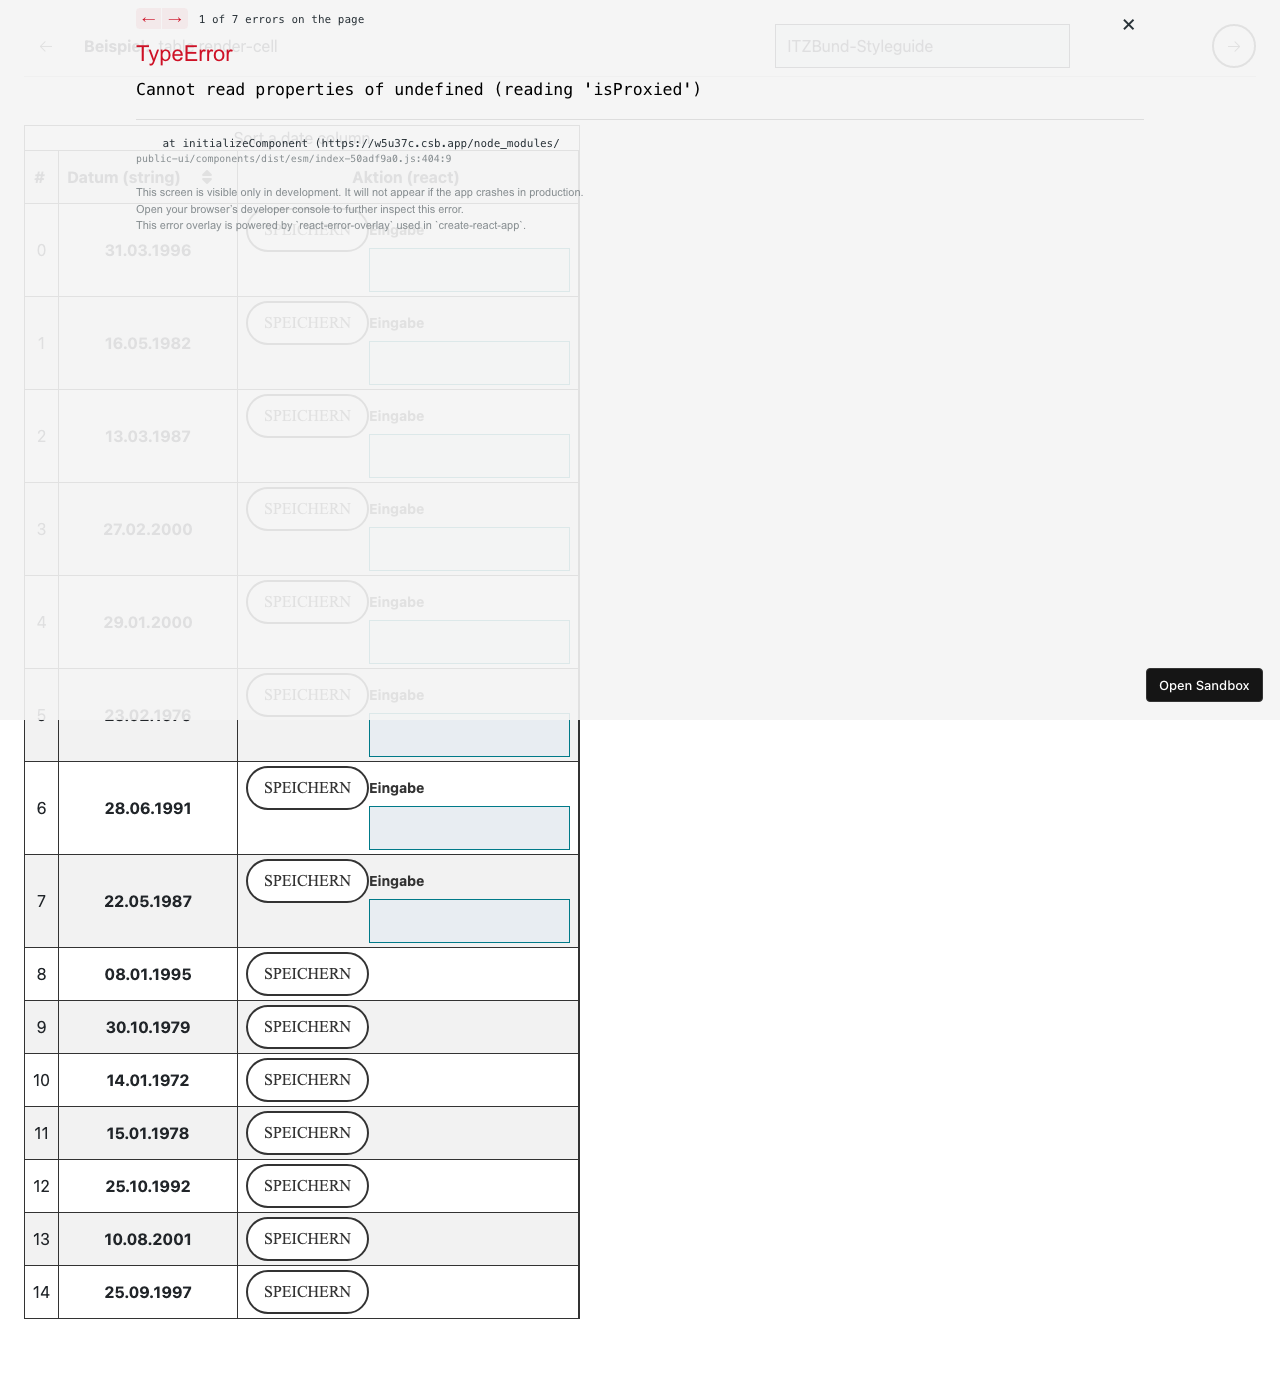 ← → 1 of 7 errors on the page
← Beispiel table render-cell
ITZBund-Styleguide →
TypeError
Cannot read properties of undefined (reading 'isProxied')
Sort a date column
at initializeComponent (https://w5u37c.csb.app/node_modules/
public-ui/components/dist/esm/index-50adf9a0.js:404:9
# Datum (string) Aktion (react)
This screen is visible only in development. It will not appear if the app crashes in production.
Open your browser’s developer console to further inspect this error.
This error overlay is powered by `react-error-overlay` used in `create-react-app`.
0 31.03.1996 SPEICHERN Eingabe
1 16.05.1982 SPEICHERN Eingabe
2 13.03.1987 SPEICHERN Eingabe
3 27.02.2000 SPEICHERN Eingabe
4 29.01.2000 SPEICHERN Eingabe
5 23.02.1976 SPEICHERN Eingabe
Open Sandbox
6 28.06.1991 SPEICHERN Eingabe
7 22.05.1987 SPEICHERN Eingabe
8 08.01.1995 SPEICHERN
9 30.10.1979 SPEICHERN
10 14.01.1972 SPEICHERN
11 15.01.1978 SPEICHERN
12 25.10.1992 SPEICHERN
13 10.08.2001 SPEICHERN
14 25.09.1997 SPEICHERN